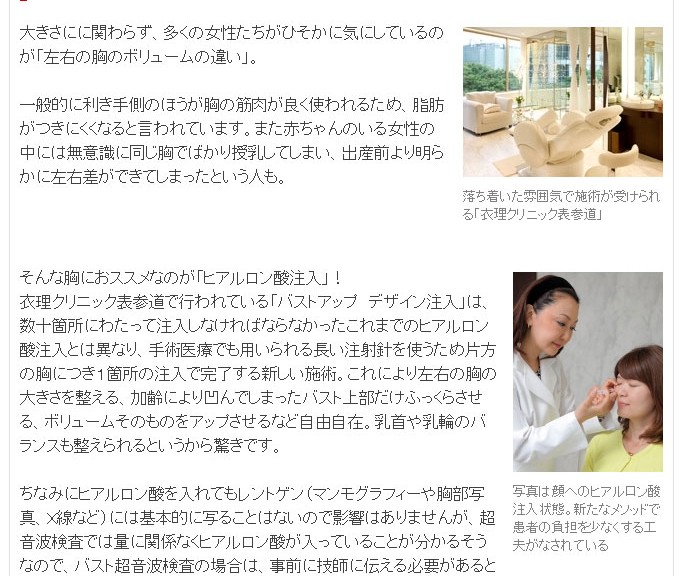 大きさにに関わらず、多くの女性たちがひそかに気にしているの
が「左右の胸のボリュームの違い」。
一般的に利き手側のほうが胸の筋肉が良く使われるため、脂肪
がつきにくくなると言われています。また赤ちゃんのいる女性の
中には無意識に同じ胸でばかり授乳してしまい、出産前より明ら
かに左右差ができてしまったという人も。
落ち着いた雰囲気で施術が受けられ
る「衣理クリニック表参道」
そんな胸におススメなのが「ヒアルロン酸注入」！
衣理クリニック表参道で行われている「バストアップ　デザイン注入」は、
数十箇所にわたって注入しなければならなかったこれまでのヒアルロン
酸注入とは異なり、手術医療でも用いられる長い注射針を使うため片方
の胸につき1箇所の注入で完了する新しい施術。これにより左右の胸の
大きさを整える、加齢により凹んでしまったバスト上部だけふっくらさせ
る、ボリュームそのものをアップさせるなど自由自在。乳首や乳輪のバ
ランスも整えられるというから驚きです。
ちなみにヒアルロン酸を入れてもレントゲン（マンモグラフィーや胸部写
真、X線など）には基本的に写ることはないので影響はありませんが、超
音波検査では量に関係なくヒアルロン酸が入っていることが分かるそう
なので、バスト超音波検査の場合は、事前に技師に伝える必要があると
写真は顔へのヒアルロン酸
注入状態。新たなメソッドで
患者の負担を少なくする工
夫がなされている